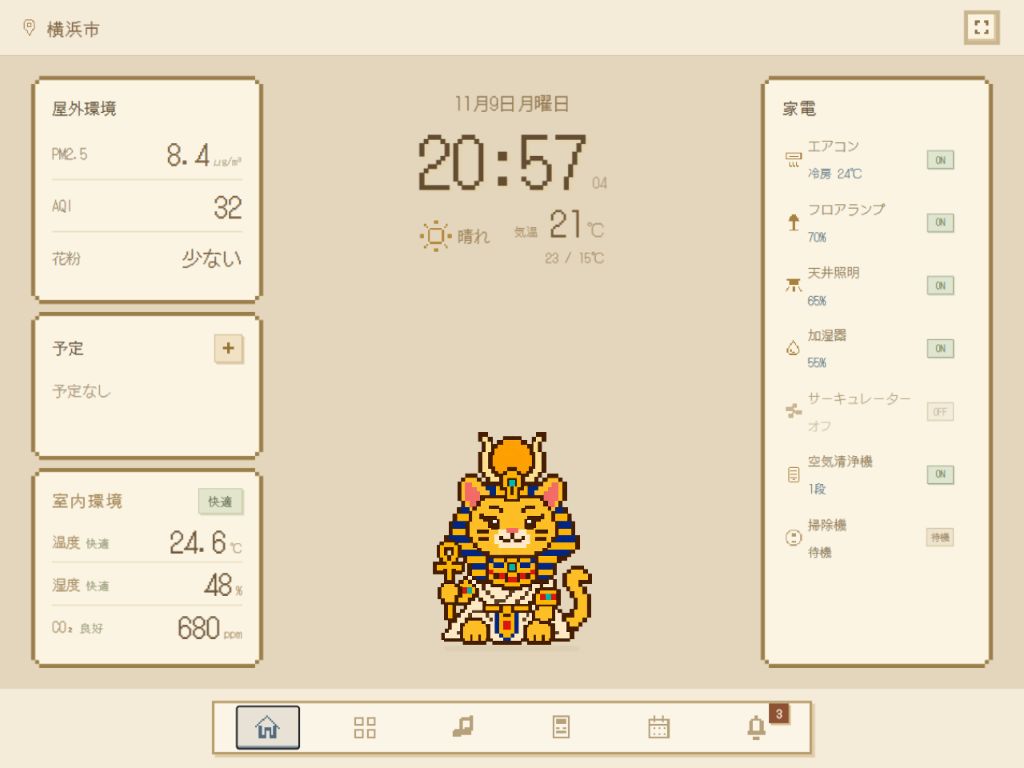 横浜市
屋外環境
PM2.5 8.4 μg/m³
AQI 32
花粉 少ない
予定 +
予定なし
室内環境 快適
温度 快適 24.6 ℃
湿度 快適 48 %
CO₂ 良好 680 ppm
11月9日月曜日
20:57 04
晴れ 気温 21℃
23 / 15℃
家電
エアコン ON
冷房 24℃
フロアランプ ON
70%
天井照明 ON
65%
加湿器 ON
55%
サーキュレーター OFF
オフ
空気清浄機 ON
1段
掃除機 待機
待機
3